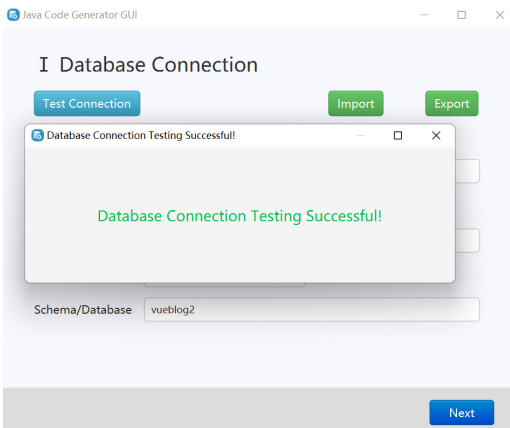 Java Code Generator GUI
I Database Connection
Test Connection Import Export
Database Connection Testing Successful!
Database Connection Testing Successful!
Schema/Database vueblog2
Next